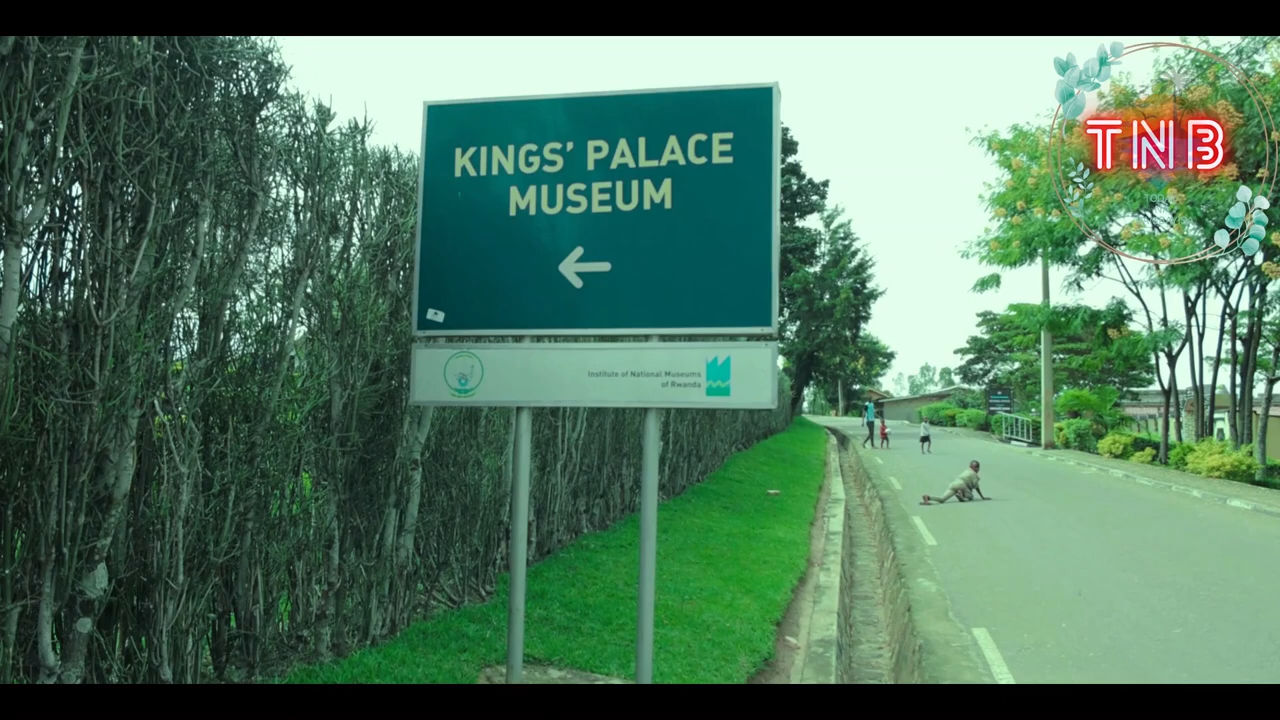 KINGS’ PALACE
MUSEUM
Institute of National Museums
of Rwanda
TNB